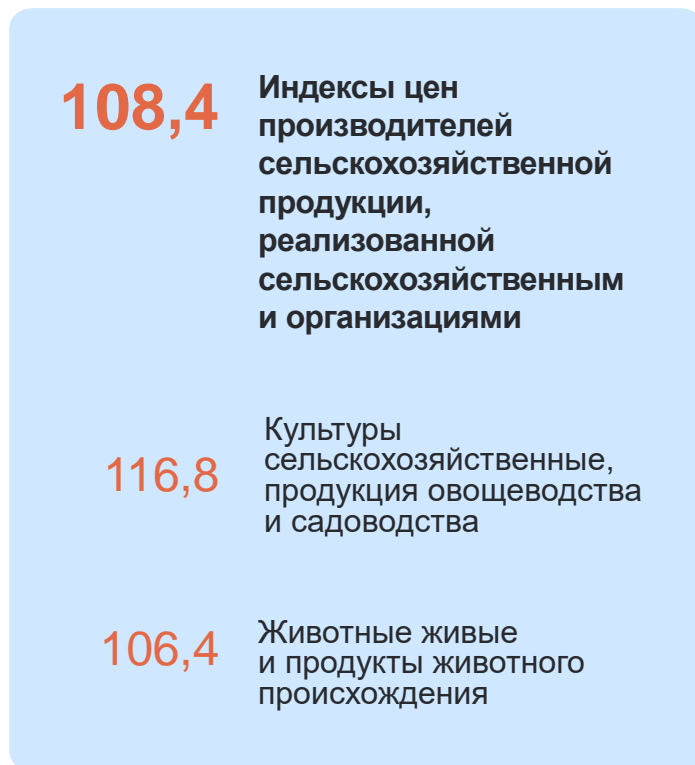 108,4
Индексы цен
производителей
сельскохозяйственной
продукции,
реализованной
сельскохозяйственным
и организациями
116,8
Культуры
сельскохозяйственные,
продукция овощеводства
и садоводства
106,4
Животные живые
и продукты животного
происхождения